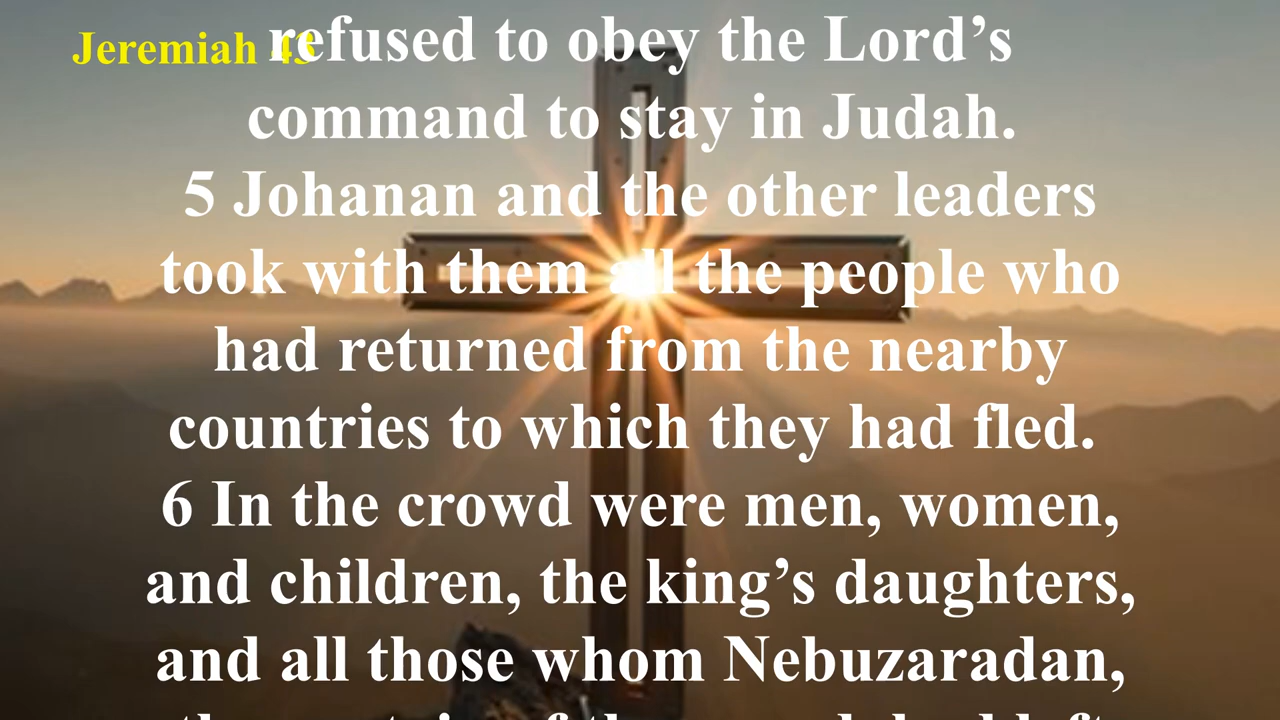 Jeremiah 43
refused to obey the Lord’s
command to stay in Judah.
5 Johanan and the other leaders
took with them all the people who
had returned from the nearby
countries to which they had fled.
6 In the crowd were men, women,
and children, the king’s daughters,
and all those whom Nebuzaradan,